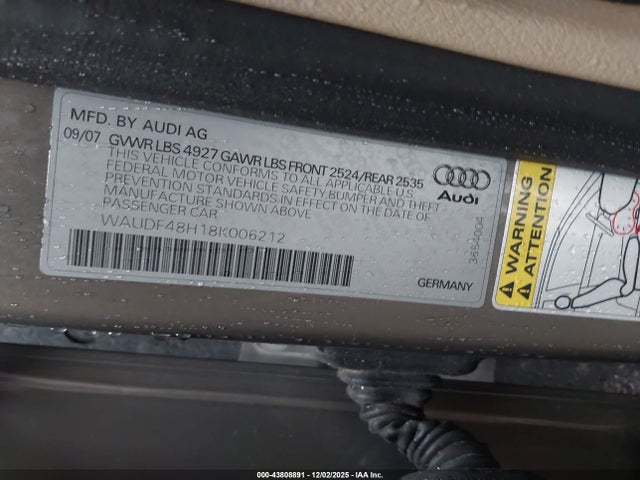 MFD. BY AUDI AG
09/07 GVWR LBS 4927 GAWR LBS FRONT 2524/REAR 2535
THIS VEHICLE CONFORMS TO ALL APPLICABLE U.S.
FEDERAL MOTOR VEHICLE SAFETY, BUMPER AND THEFT
PREVENTION STANDARDS IN EFFECT ON THE DATE OF
MANUFACTURE SHOWN ABOVE
PASSENGER CAR
WAUDF48H18K006212
Audi
3654004
GERMANY
WARNING
ATTENTION
000-43808891 - 12/02/2025 - IAA Inc.